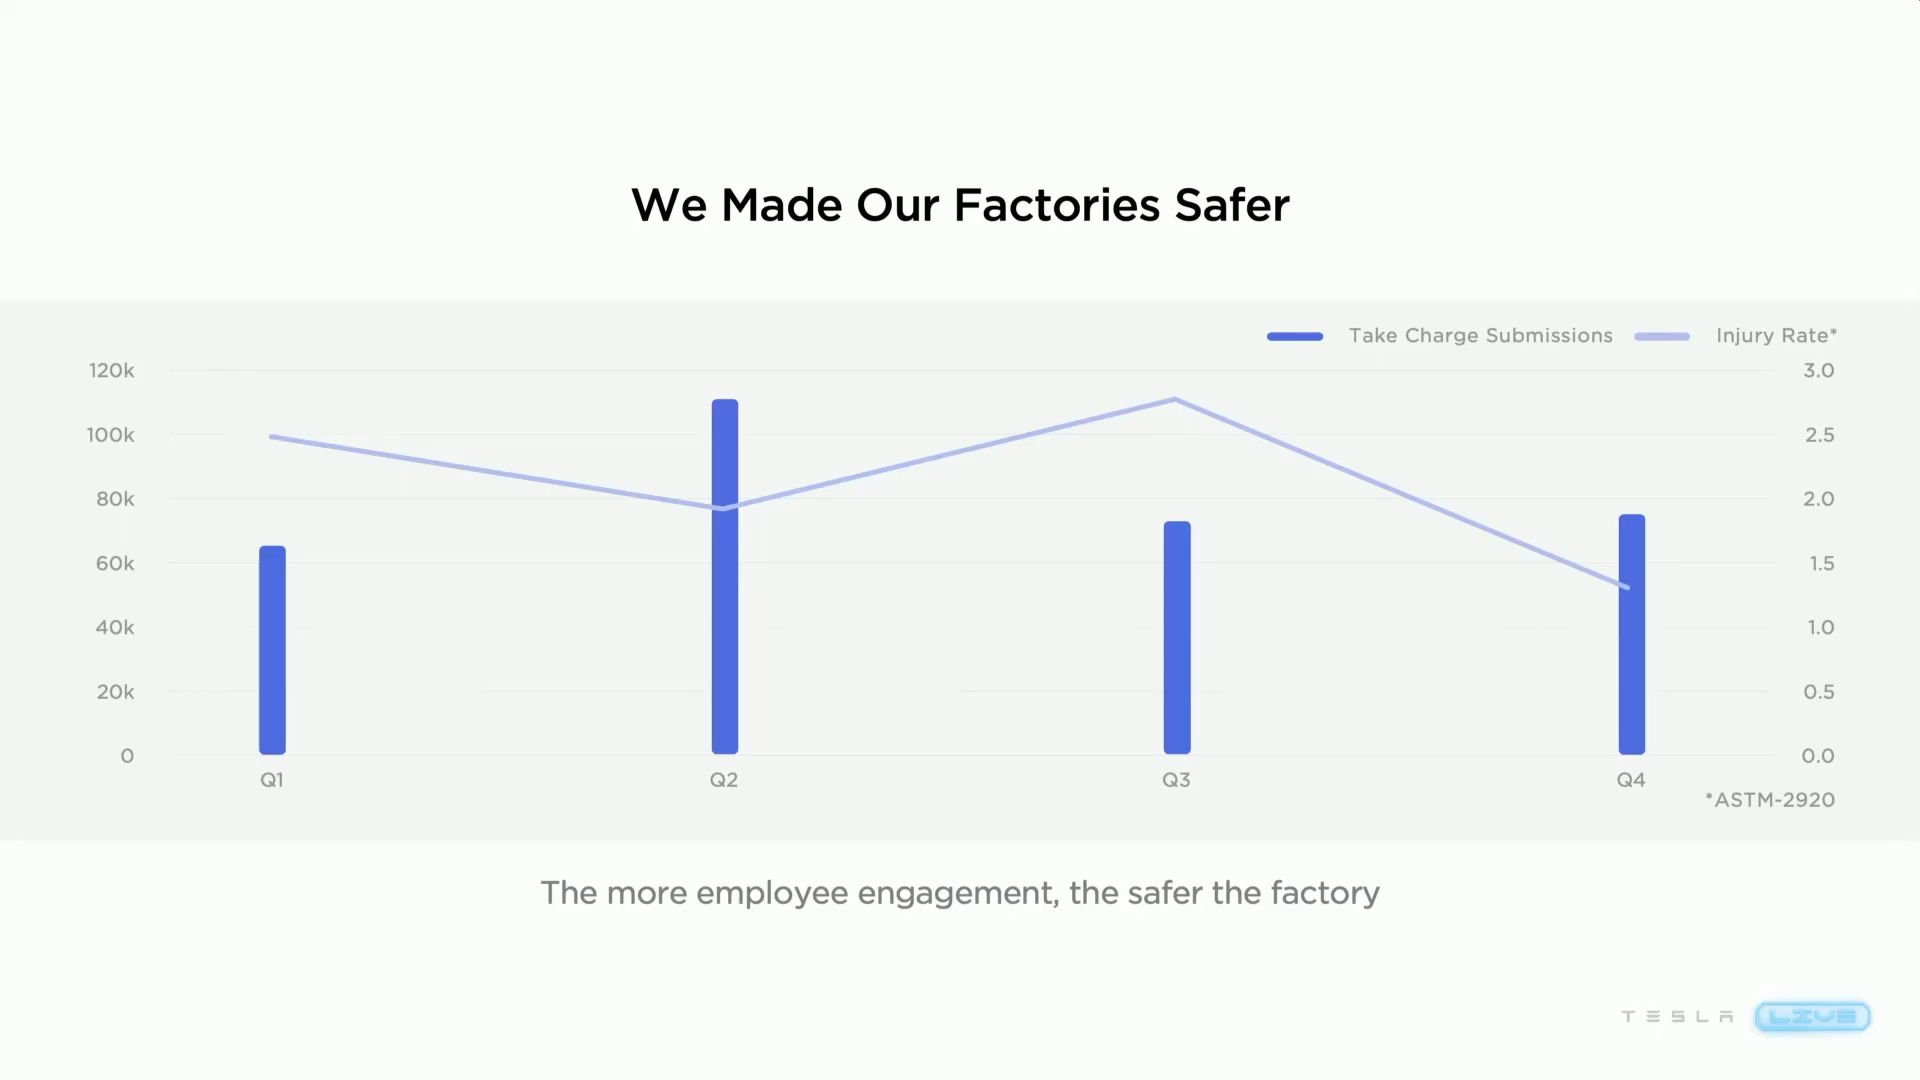 We Made Our Factories Safer
Take Charge Submissions Injury Rate*
120k 3.0
100k 2.5
80k 2.0
60k 1.5
40k 1.0
20k 0.5
0 0.0
Q1 Q2 Q3 Q4
*ASTM-2920
The more employee engagement, the safer the factory
TESLA LIVE